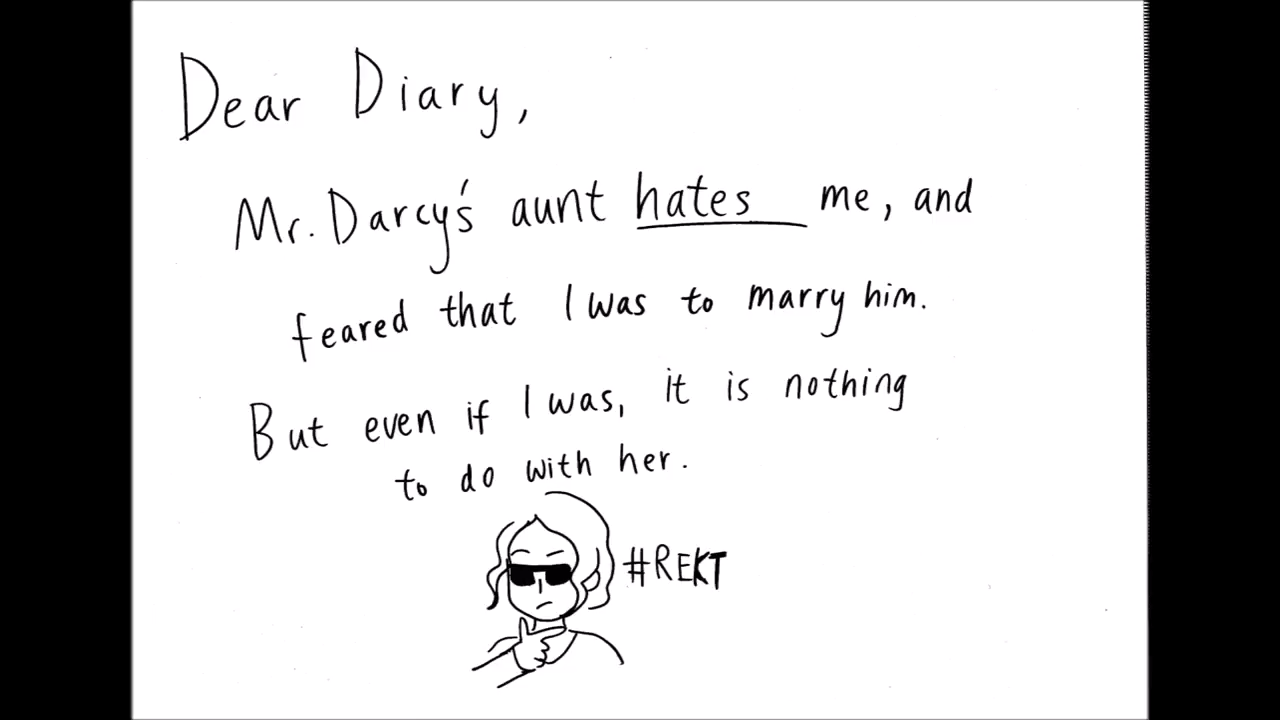 Dear Diary,
Mr. Darcy's aunt hates me, and
feared that I was to marry him.
But even if I was, it is nothing
to do with her.
#REKT